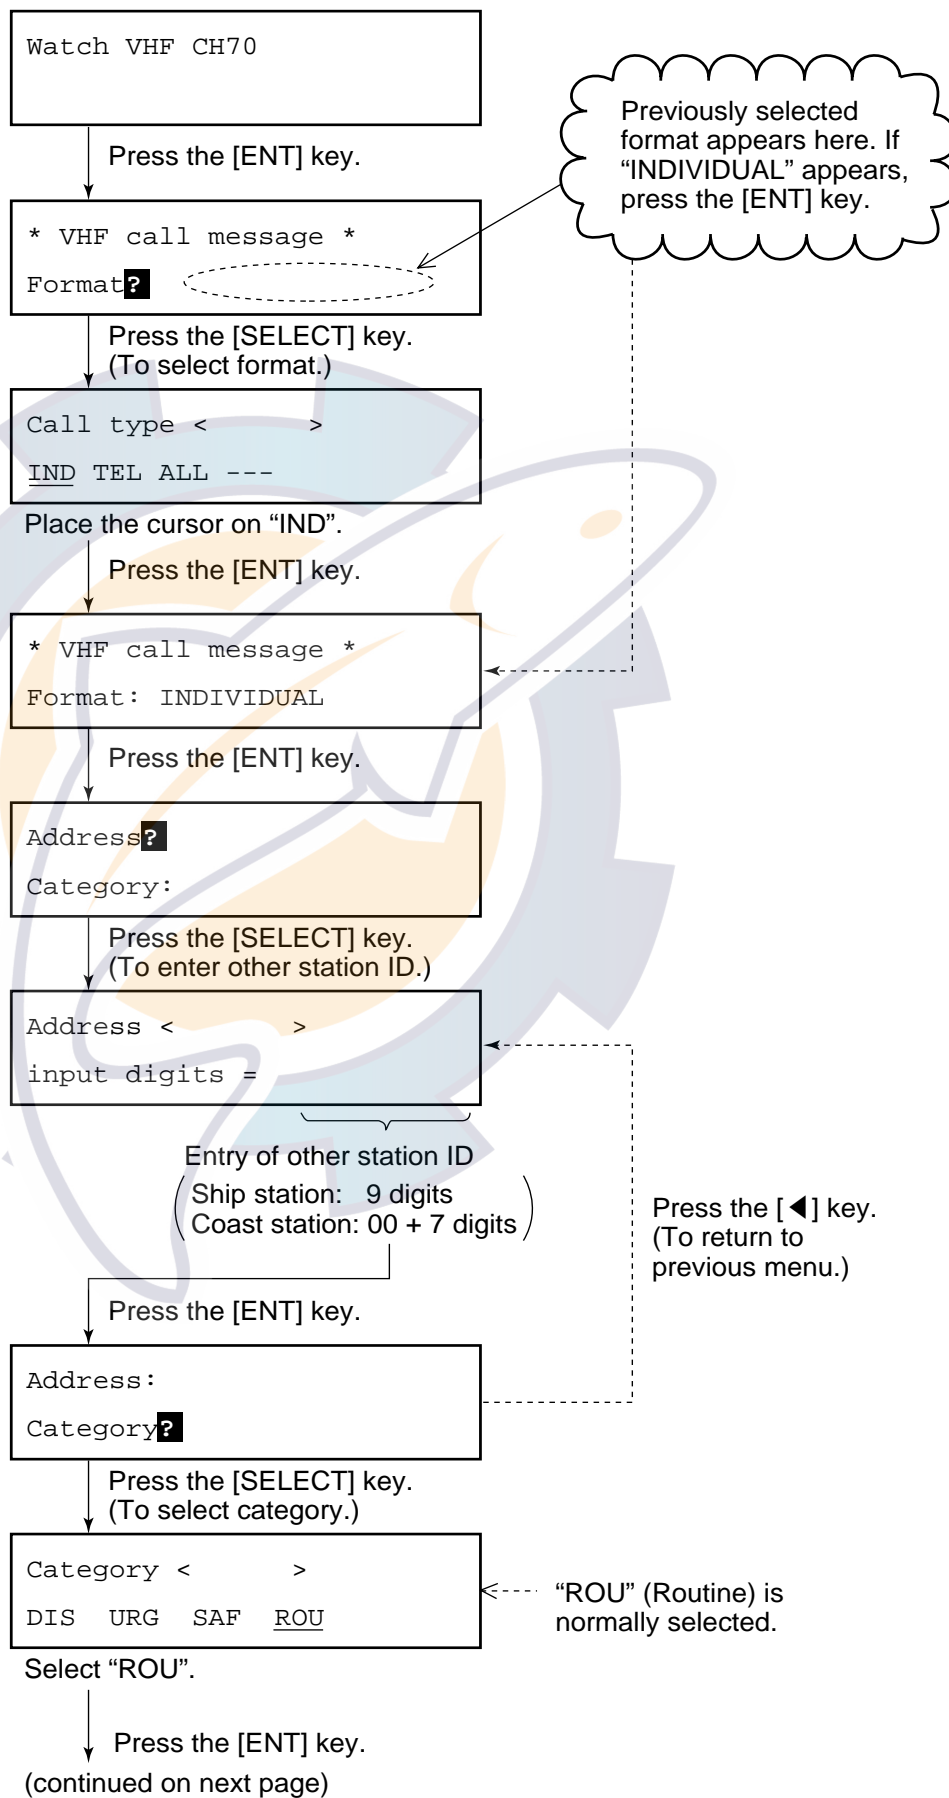 Watch VHF CH70
Press the [ENT] key.
Previously selected
format appears here. If
“INDIVIDUAL” appears,
press the [ENT] key.
* VHF call message *
Format?
Press the [SELECT] key.
(To select format.)
Call type < >
IND TEL ALL ---
Place the cursor on “IND”.
Press the [ENT] key.
* VHF call message *
Format: INDIVIDUAL
Press the [ENT] key.
Address?
Category:
Press the [SELECT] key.
(To enter other station ID.)
Address < >
input digits =
Entry of other station ID
(Ship station: 9 digits
Coast station: 00 + 7 digits)
Press the [◀] key.
(To return to
previous menu.)
Press the [ENT] key.
Address:
Category?
Press the [SELECT] key.
(To select category.)
Category < >
DIS URG SAF ROU
“ROU” (Routine) is
normally selected.
Select “ROU”.
Press the [ENT] key.
(continued on next page)